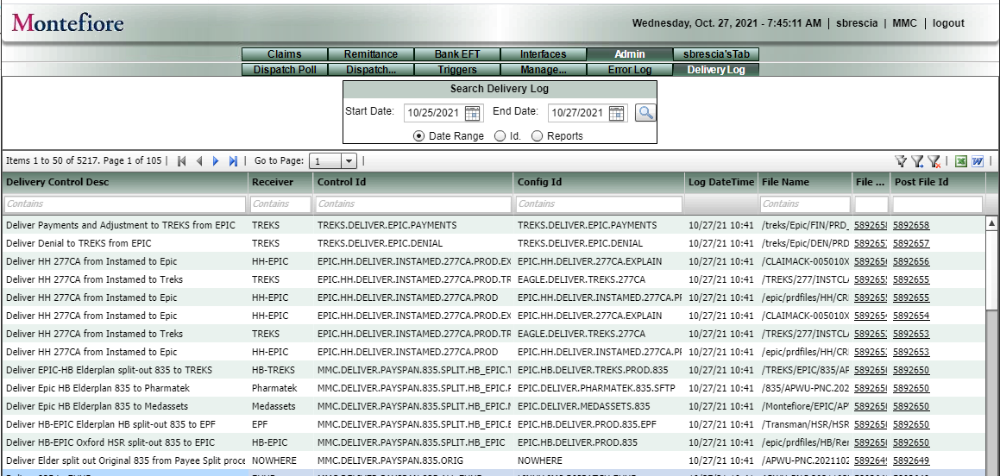 Montefiore
Wednesday, Oct. 27, 2021 - 7:45:11 AM | sbrescia | MMC | logout
Claims Remittance Bank EFT Interfaces Admin sbrescia'sTab
Dispatch Poll Dispatch... Triggers Manage... Error Log Delivery Log
Search Delivery Log
Start Date: 10/25/2021 End Date: 10/27/2021
Date Range Id. Reports
Items 1 to 50 of 5217. Page 1 of 105 | Go to Page: 1 |
Delivery Control Desc Receiver Control Id Config Id Log DateTime File Name File ... Post File Id
Contains Contains Contains Contains Contains
Deliver Payments and Adjustment to TREKS from EPIC TREKS TREKS.DELIVER.EPIC.PAYMENTS TREKS.DELIVER.EPIC.PAYMENTS 10/27/21 10:41 /treks/Epic/FIN/PRD_ 589265 5892658
Deliver Denial to TREKS from EPIC TREKS TREKS.DELIVER.EPIC.DENIAL TREKS.DELIVER.EPIC.DENIAL 10/27/21 10:41 /treks/Epic/DEN/PRD 589265 5892657
Deliver HH 277CA from Instamed to Epic HH-EPIC EPIC.HH.DELIVER.INSTAMED.277CA.PROD.EX EPIC.HH.DELIVER.277CA.EXPLAIN 10/27/21 10:41 /CLAIMACK-005010X 589265 5892656
Deliver HH 277CA from Instamed to Treks TREKS EPIC.HH.DELIVER.INSTAMED.277CA.PROD.TR EAGLE.DELIVER.TREKS.277CA 10/27/21 10:41 /TREKS/277/INSTCL 589265 5892655
Deliver HH 277CA from Instamed to Epic HH-EPIC EPIC.HH.DELIVER.INSTAMED.277CA.PROD EPIC.HH.DELIVER.INSTAMED.277CA.P 10/27/21 10:41 /epic/prdfiles/HH/CR 589265 5892655
Deliver HH 277CA from Instamed to Epic HH-EPIC EPIC.HH.DELIVER.INSTAMED.277CA.PROD.EX EPIC.HH.DELIVER.277CA.EXPLAIN 10/27/21 10:41 /CLAIMACK-005010X 589265 5892654
Deliver HH 277CA from Instamed to Treks TREKS EPIC.HH.DELIVER.INSTAMED.277CA.PROD.TR EAGLE.DELIVER.TREKS.277CA 10/27/21 10:41 /TREKS/277/INSTCL 589265 5892653
Deliver HH 277CA from Instamed to Epic HH-EPIC EPIC.HH.DELIVER.INSTAMED.277CA.PROD EPIC.HH.DELIVER.INSTAMED.277CA.P 10/27/21 10:41 /epic/prdfiles/HH/CR 589265 5892653
Deliver EPIC-HB Elderplan split-out 835 to TREKS HB-TREKS MMC.DELIVER.PAYSPAN.835.SPLIT.HB_EPIC.T EPIC.HB.DELIVER.TREKS.PROD.835 10/27/21 10:41 /TREKS/EPIC/835/AP 589265 5892650
Deliver Epic HB Elderplan 835 to Pharmatek Pharmatek MMC.DELIVER.PAYSPAN.835.SPLIT.HB_EPIC.P EPIC.DELIVER.PHARMATEK.835.SFTP 10/27/21 10:41 /835/APWU-PNC.202 589265 5892650
Deliver Epic HB Elderplan 835 to Medassets Medassets MMC.DELIVER.PAYSPAN.835.SPLIT.HB_EPIC.M EPIC.DELIVER.MEDASSETS.835 10/27/21 10:41 /Montefiore/EPIC/AP 589265 5892650
Deliver HB-EPIC Elderplan HB split-out 835 to EPF EPF MMC.DELIVER.PAYSPAN.835.SPLIT.HB_EPIC.E EPIC.HB.DELIVER.PROD.835.EPF 10/27/21 10:41 /Transman/HSR/HSR 589265 5892650
Deliver HB-EPIC Oxford HSR split-out 835 to EPIC HB-EPIC MMC.DELIVER.PAYSPAN.835.SPLIT.HB_EPIC EPIC.HB.DELIVER.PROD.835 10/27/21 10:41 /epic/prdfiles/HB/Rer 589265 5892650
Deliver Elder split out Original 835 from Payee Split proce NOWHERE MMC.DELIVER.PAYSPAN.835.ORIG NOWHERE 10/27/21 10:41 /APWU-PNC.2021102 589264 5892649